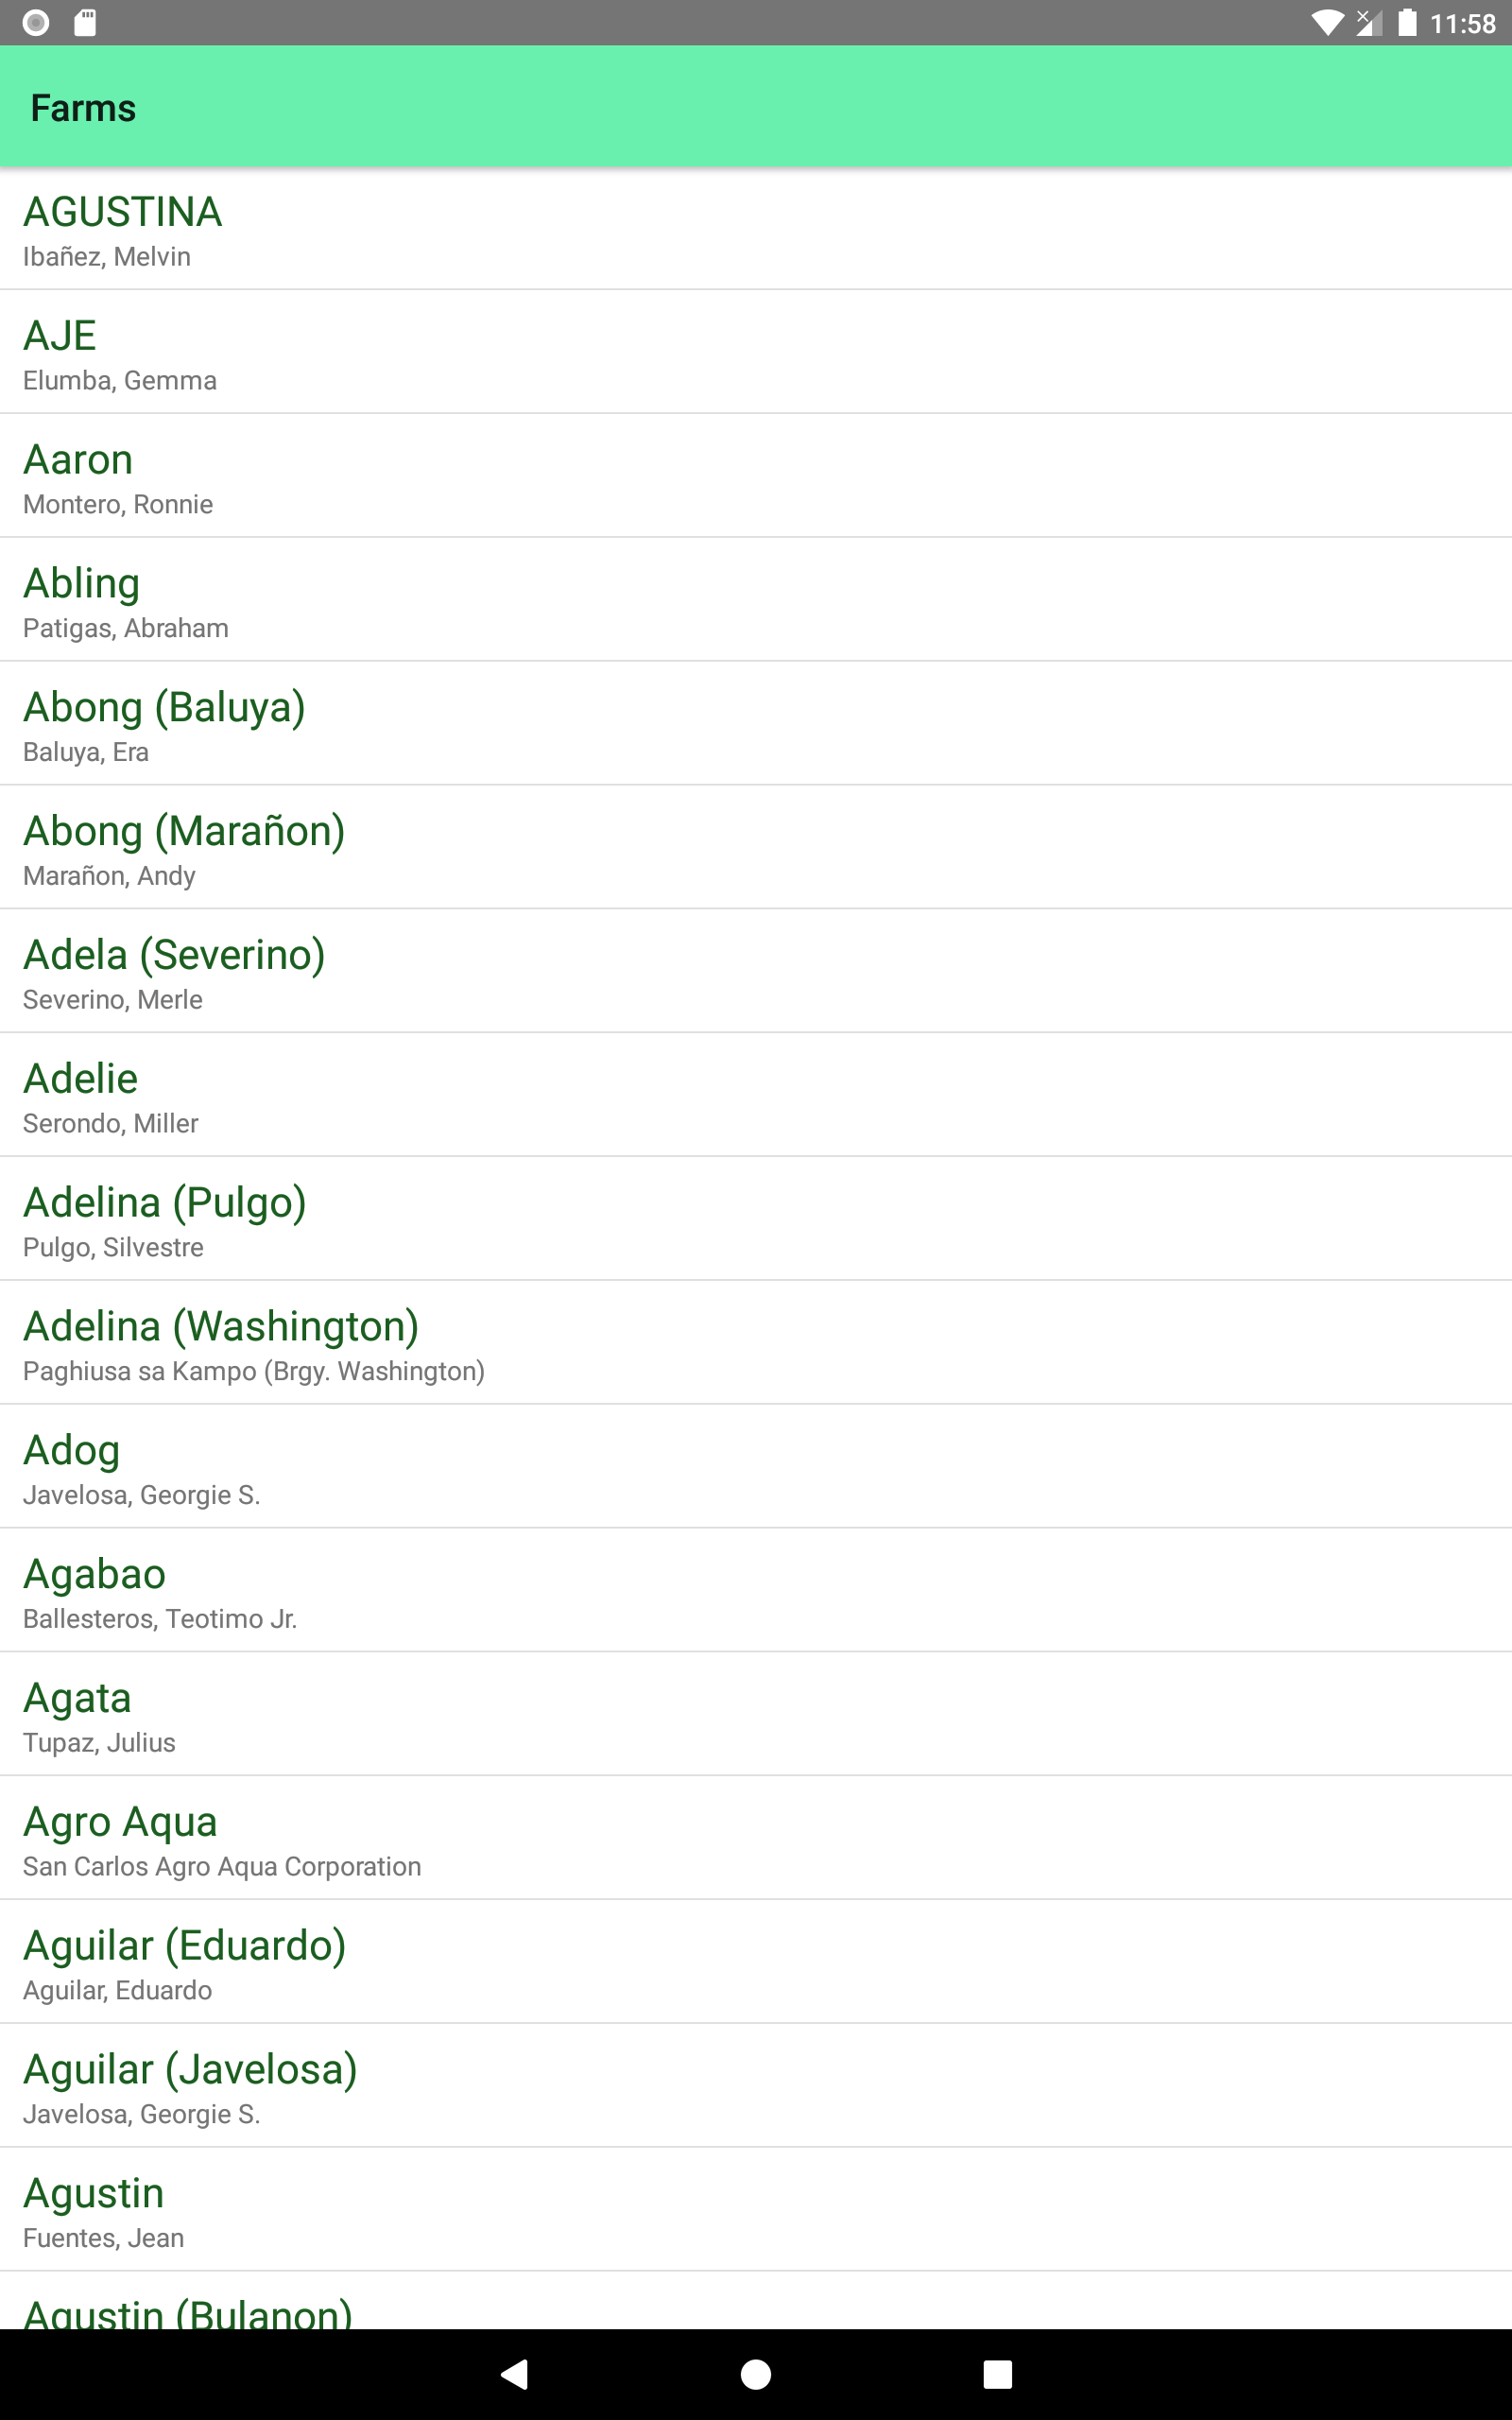 11:58
Farms
AGUSTINA
Ibañez, Melvin
AJE
Elumba, Gemma
Aaron
Montero, Ronnie
Abling
Patigas, Abraham
Abong (Baluya)
Baluya, Era
Abong (Marañon)
Marañon, Andy
Adela (Severino)
Severino, Merle
Adelie
Serondo, Miller
Adelina (Pulgo)
Pulgo, Silvestre
Adelina (Washington)
Paghiusa sa Kampo (Brgy. Washington)
Adog
Javelosa, Georgie S.
Agabao
Ballesteros, Teotimo Jr.
Agata
Tupaz, Julius
Agro Aqua
San Carlos Agro Aqua Corporation
Aguilar (Eduardo)
Aguilar, Eduardo
Aguilar (Javelosa)
Javelosa, Georgie S.
Agustin
Fuentes, Jean
Agustin (Bulanon)